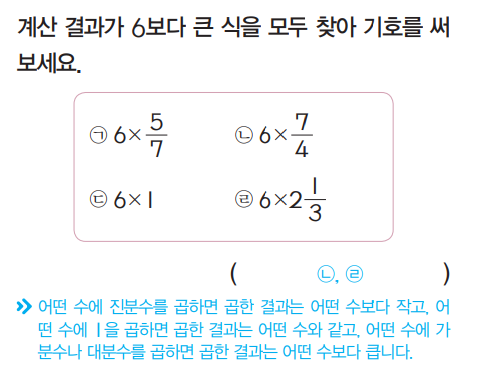 계산 결과가 6보다 큰 식을 모두 찾아 기호를 써
보세요.
㉠ 6×5/7 ㉡ 6×7/4
㉢ 6×1 ㉣ 6×2 1/3
( ㉡, ㉣ )
≫ 어떤 수에 진분수를 곱하면 곱한 결과는 어떤 수보다 작고, 어
떤 수에 1을 곱하면 곱한 결과는 어떤 수와 같고, 어떤 수에 가
분수나 대분수를 곱하면 곱한 결과는 어떤 수보다 큽니다.